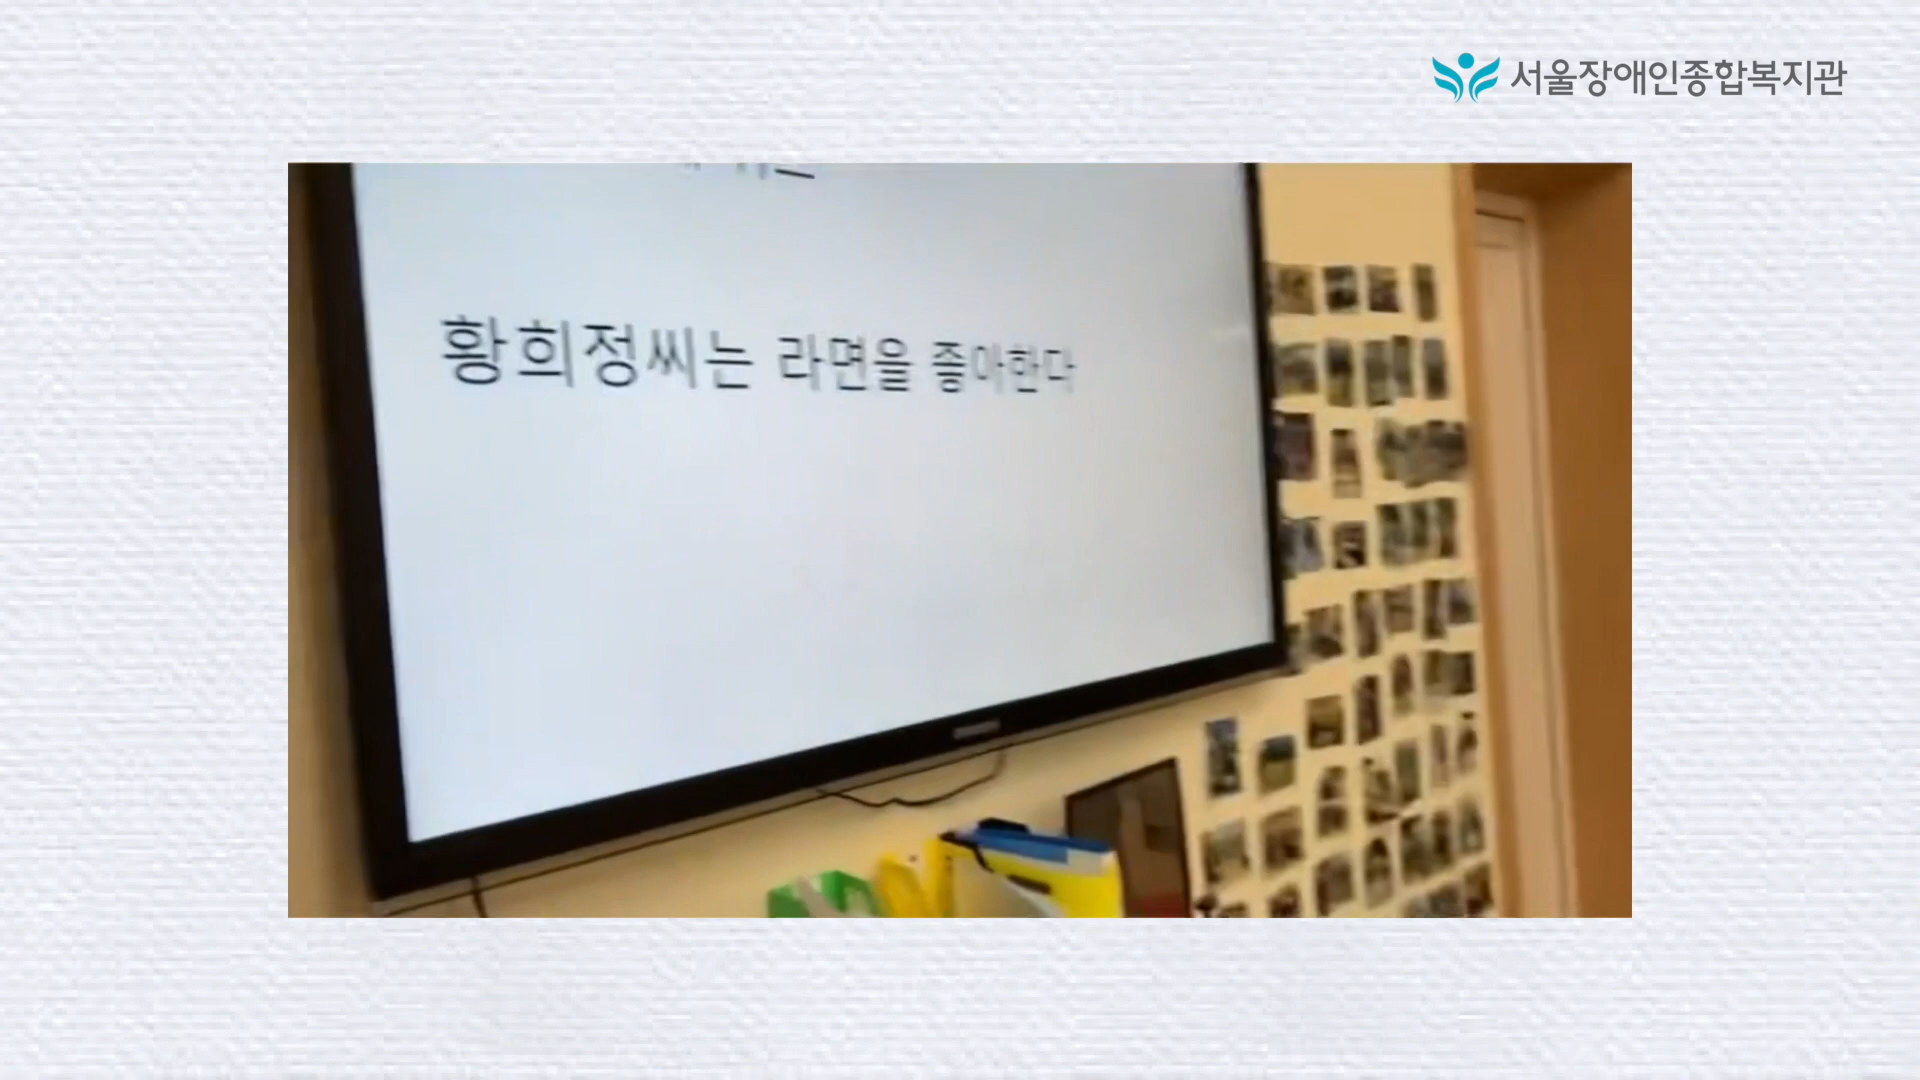 서울장애인종합복지관
황희정씨는 라면을 좋아한다